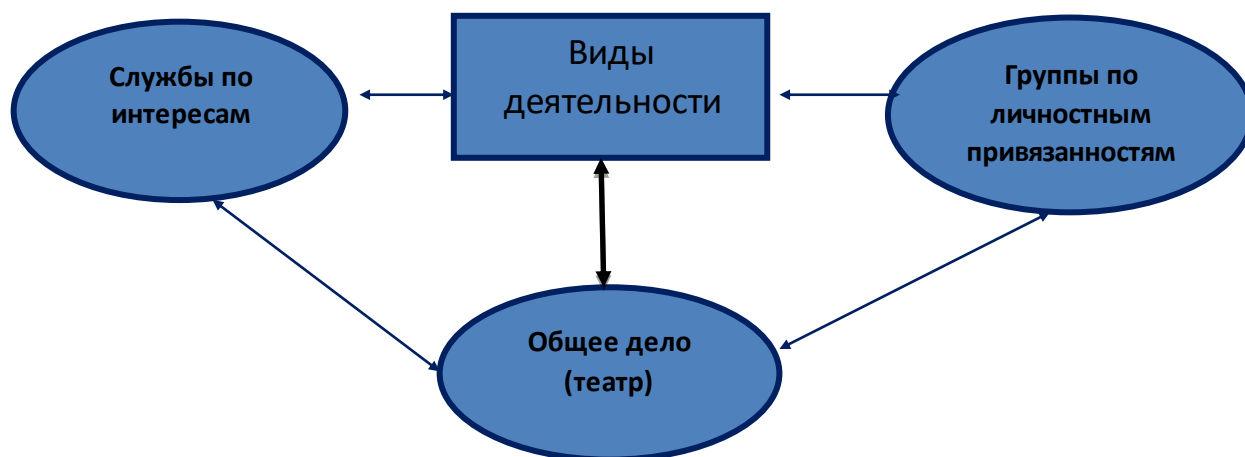 Службы по
интересам
Виды
деятельности
Группы по
личностным
привязанностям
Общее дело
(театр)